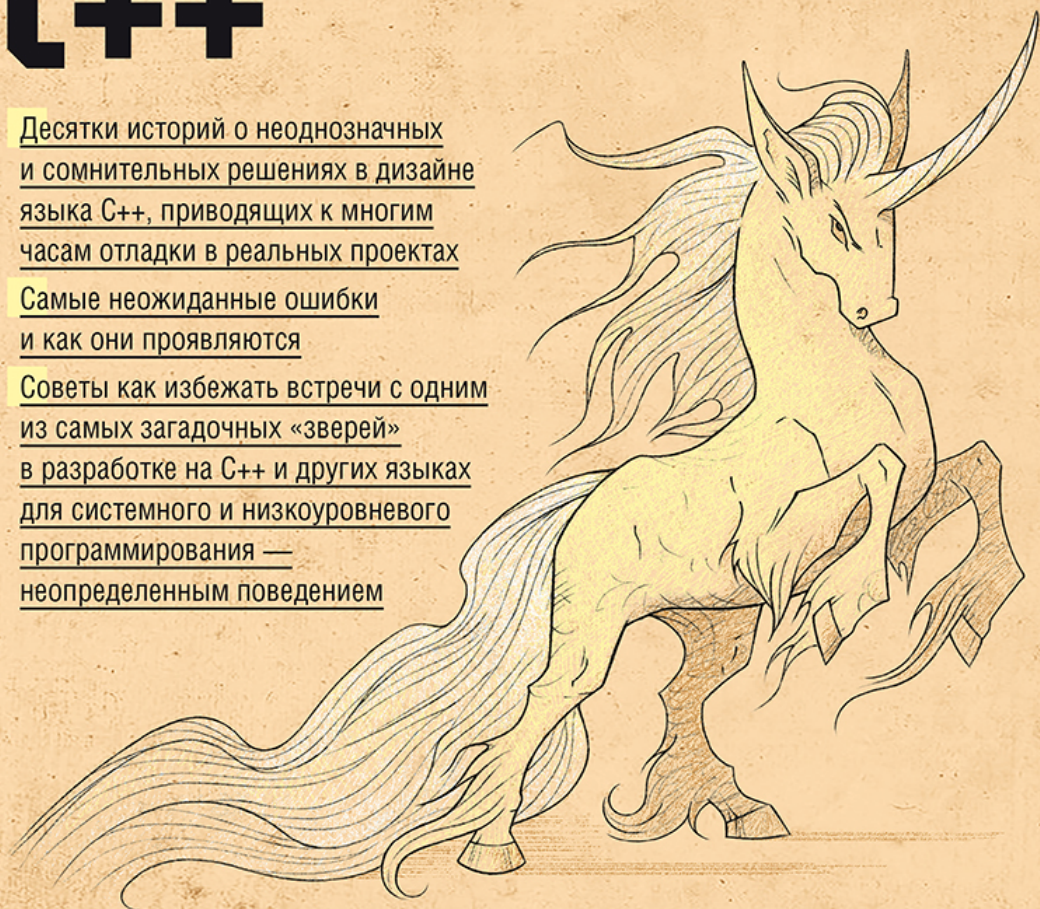 C++
Десятки историй о неоднозначных
и сомнительных решениях в дизайне
языка C++, приводящих к многим
часам отладки в реальных проектах
Самые неожиданные ошибки
и как они проявляются
Советы как избежать встречи с одним
из самых загадочных «зверей»
в разработке на C++ и других языках
для системного и низкоуровневого
программирования —
неопределенным поведением